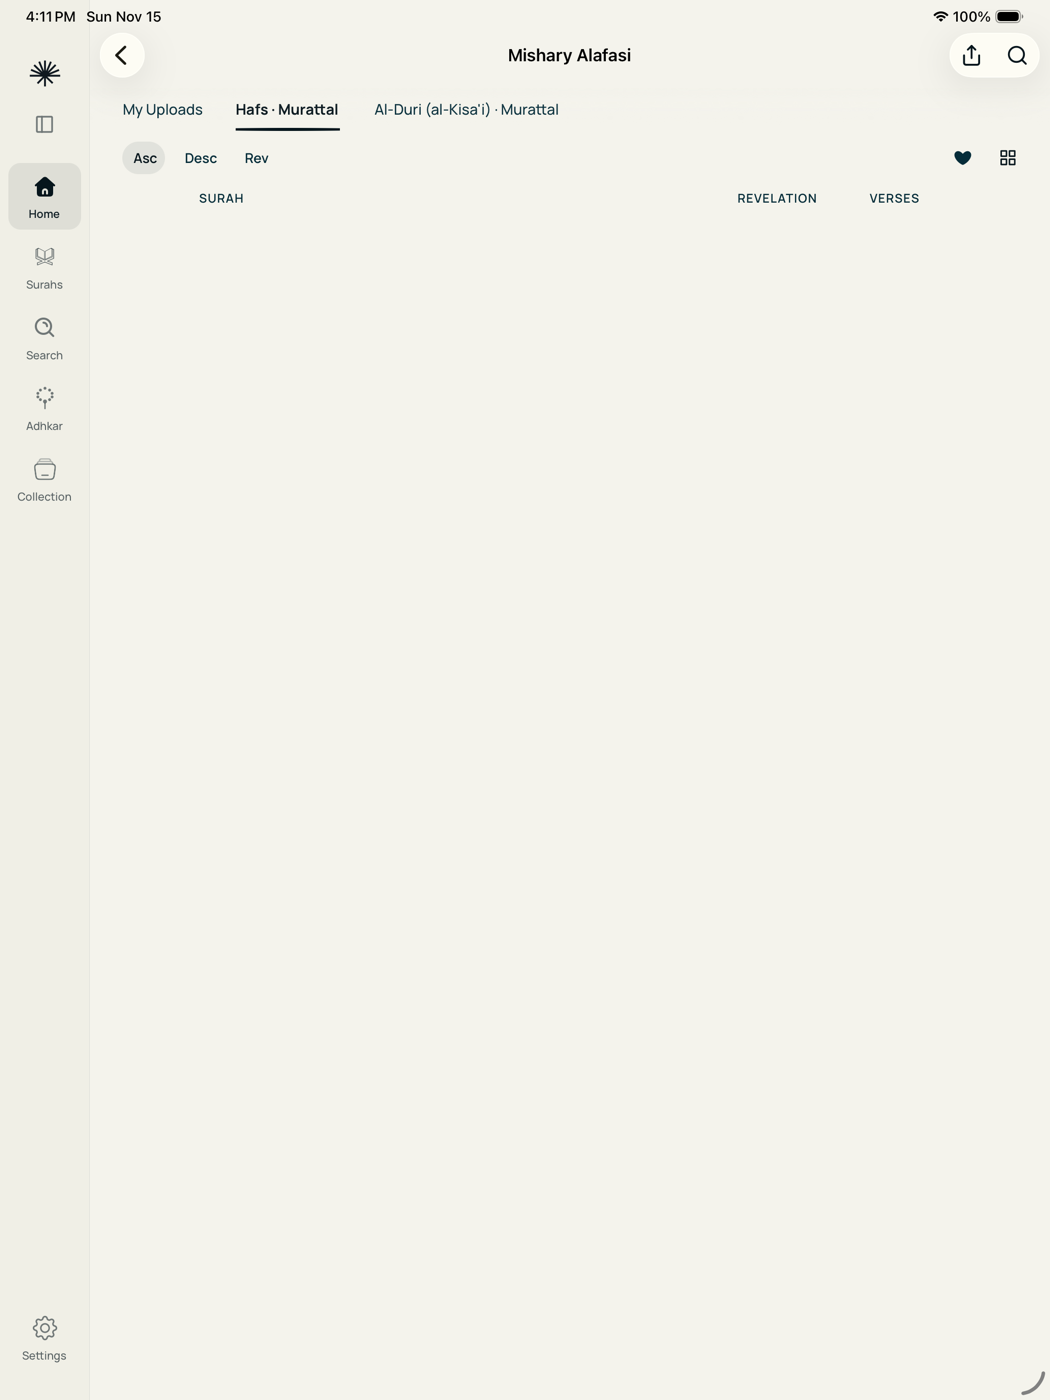 4:11 PM Sun Nov 15 100%
Mishary Alafasi
My Uploads Hafs · Murattal Al-Duri (al-Kisa'i) · Murattal
Asc Desc Rev
SURAH REVELATION VERSES
Home
Surahs
Search
Adhkar
Collection
Settings